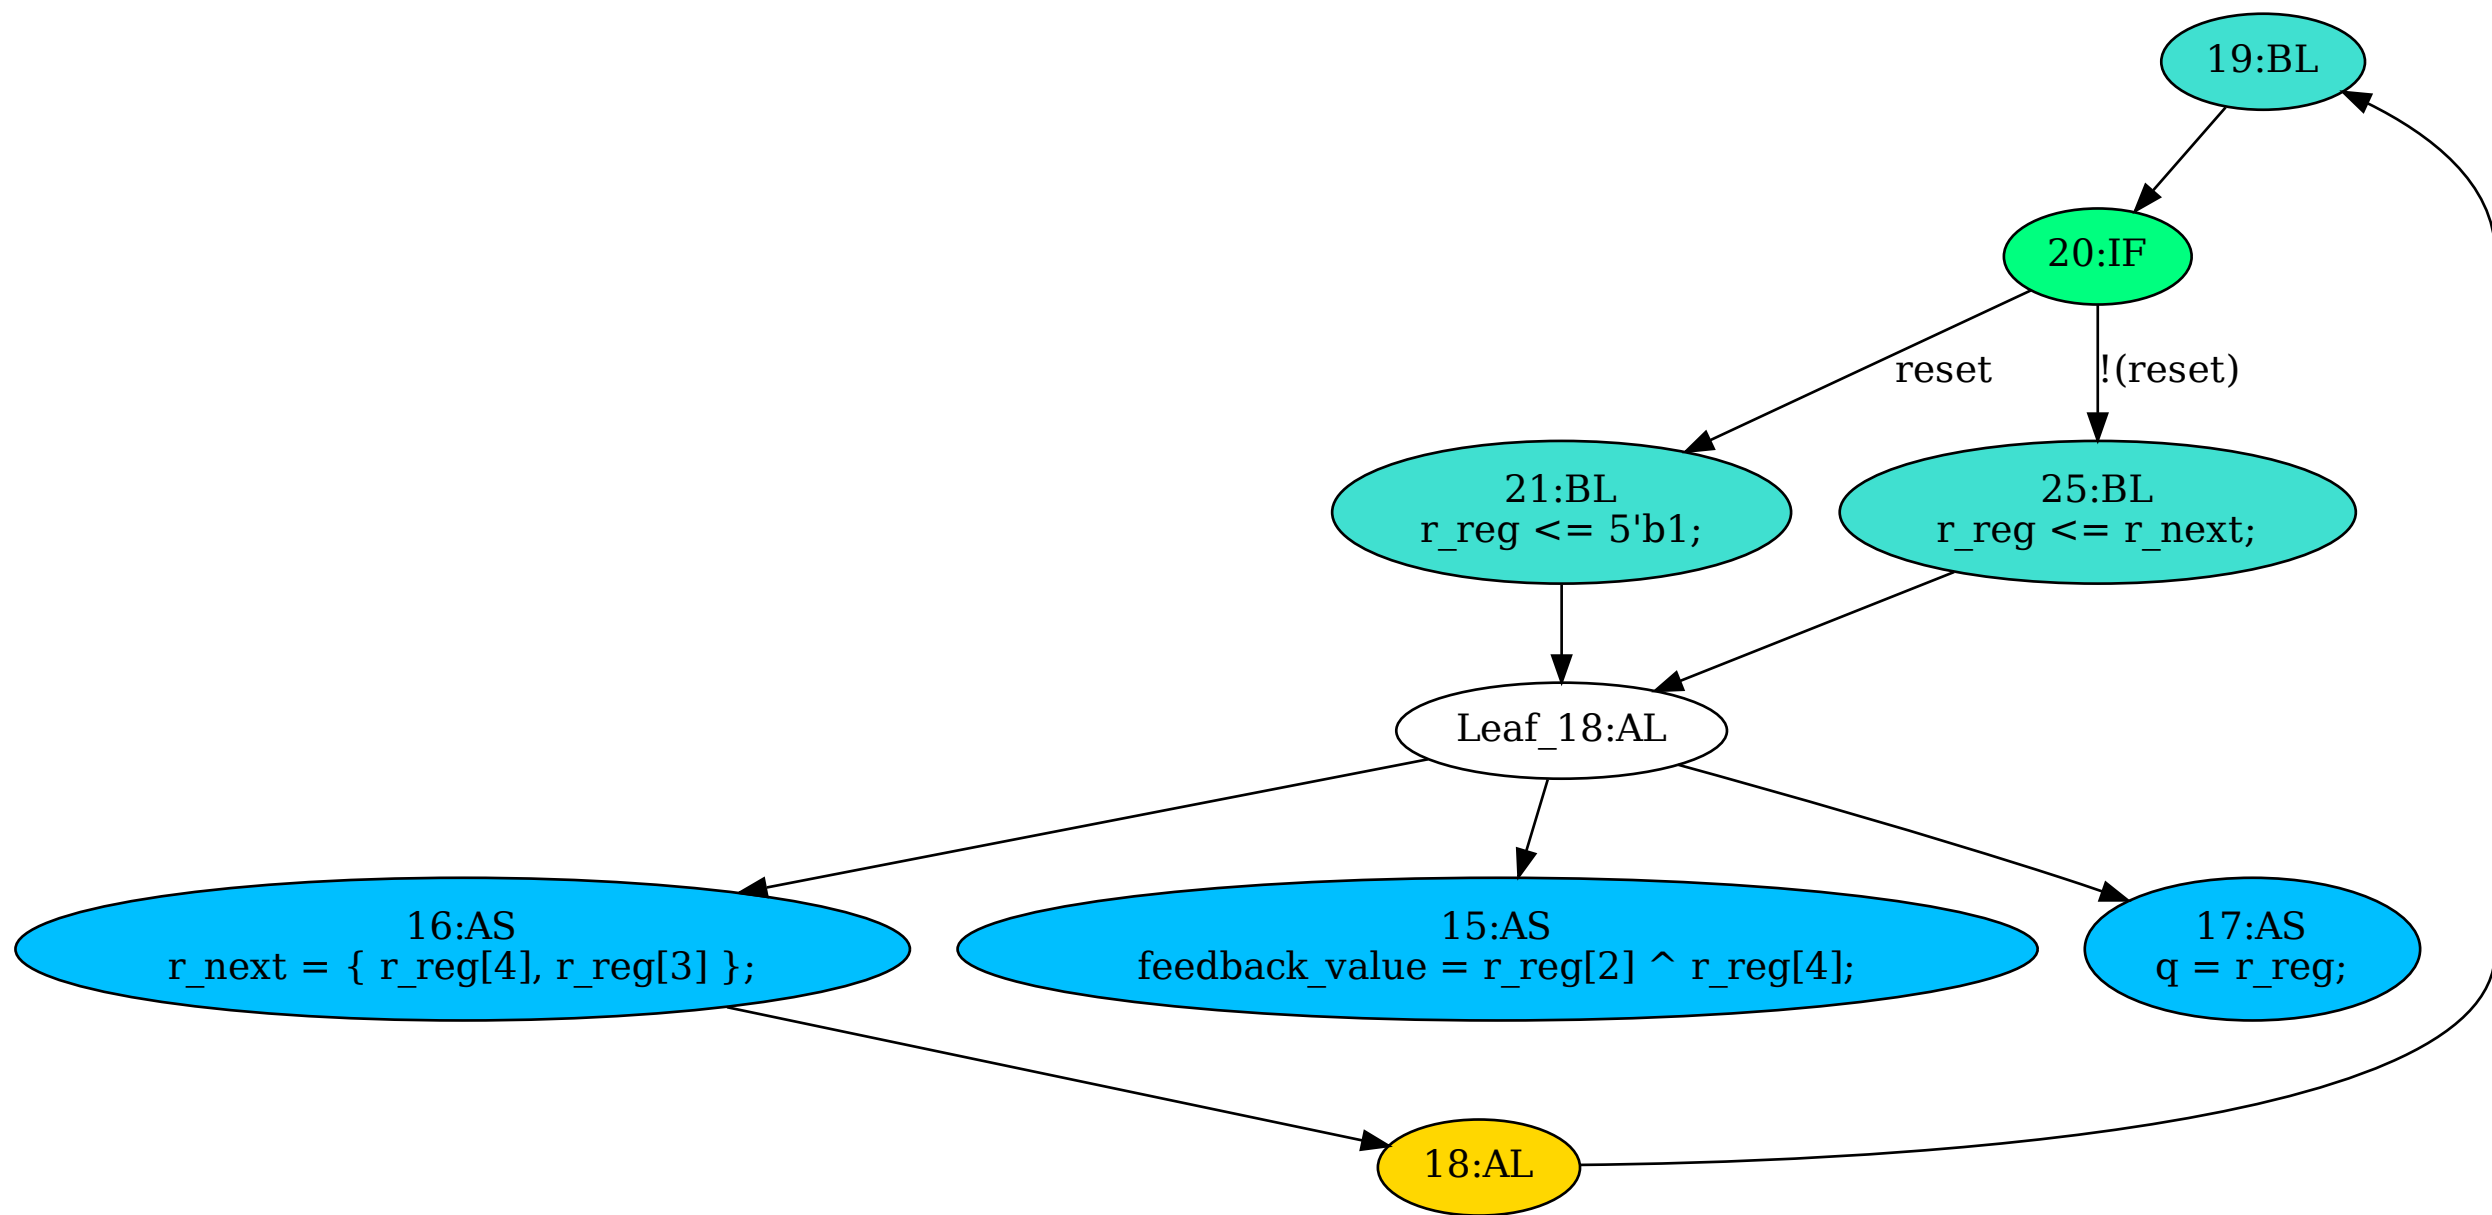 19:BL
20:IF
reset
!(reset)
21:BL
r_reg <= 5'b1;
25:BL
r_reg <= r_next;
Leaf_18:AL
16:AS
r_next = { r_reg[4], r_reg[3] };
15:AS
feedback_value = r_reg[2] ^ r_reg[4];
17:AS
q = r_reg;
18:AL